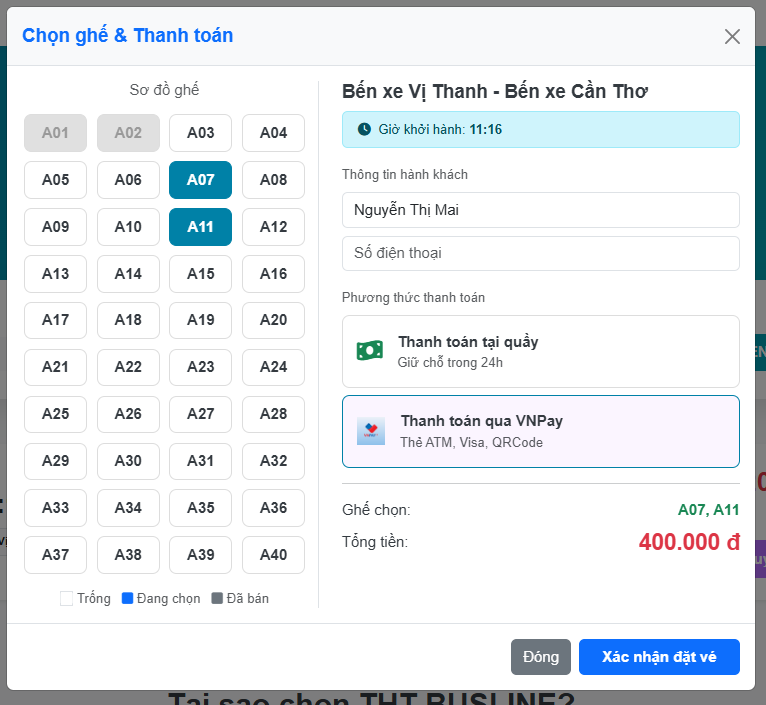 Chọn ghế & Thanh toán
Sơ đồ ghế
A01 A02 A03 A04
A05 A06 A07 A08
A09 A10 A11 A12
A13 A14 A15 A16
A17 A18 A19 A20
A21 A22 A23 A24
A25 A26 A27 A28
A29 A30 A31 A32
A33 A34 A35 A36
A37 A38 A39 A40
Trống Đang chọn Đã bán
Bến xe Vị Thanh - Bến xe Cần Thơ
Giờ khởi hành: 11:16
Thông tin hành khách
Nguyễn Thị Mai
Số điện thoại
Phương thức thanh toán
Thanh toán tại quầy
Giữ chỗ trong 24h
Thanh toán qua VNPay
Thẻ ATM, Visa, QRCode
Ghế chọn: A07, A11
Tổng tiền: 400.000 đ
Đóng Xác nhận đặt vé
Tại sao chọn THT BUSLINE?